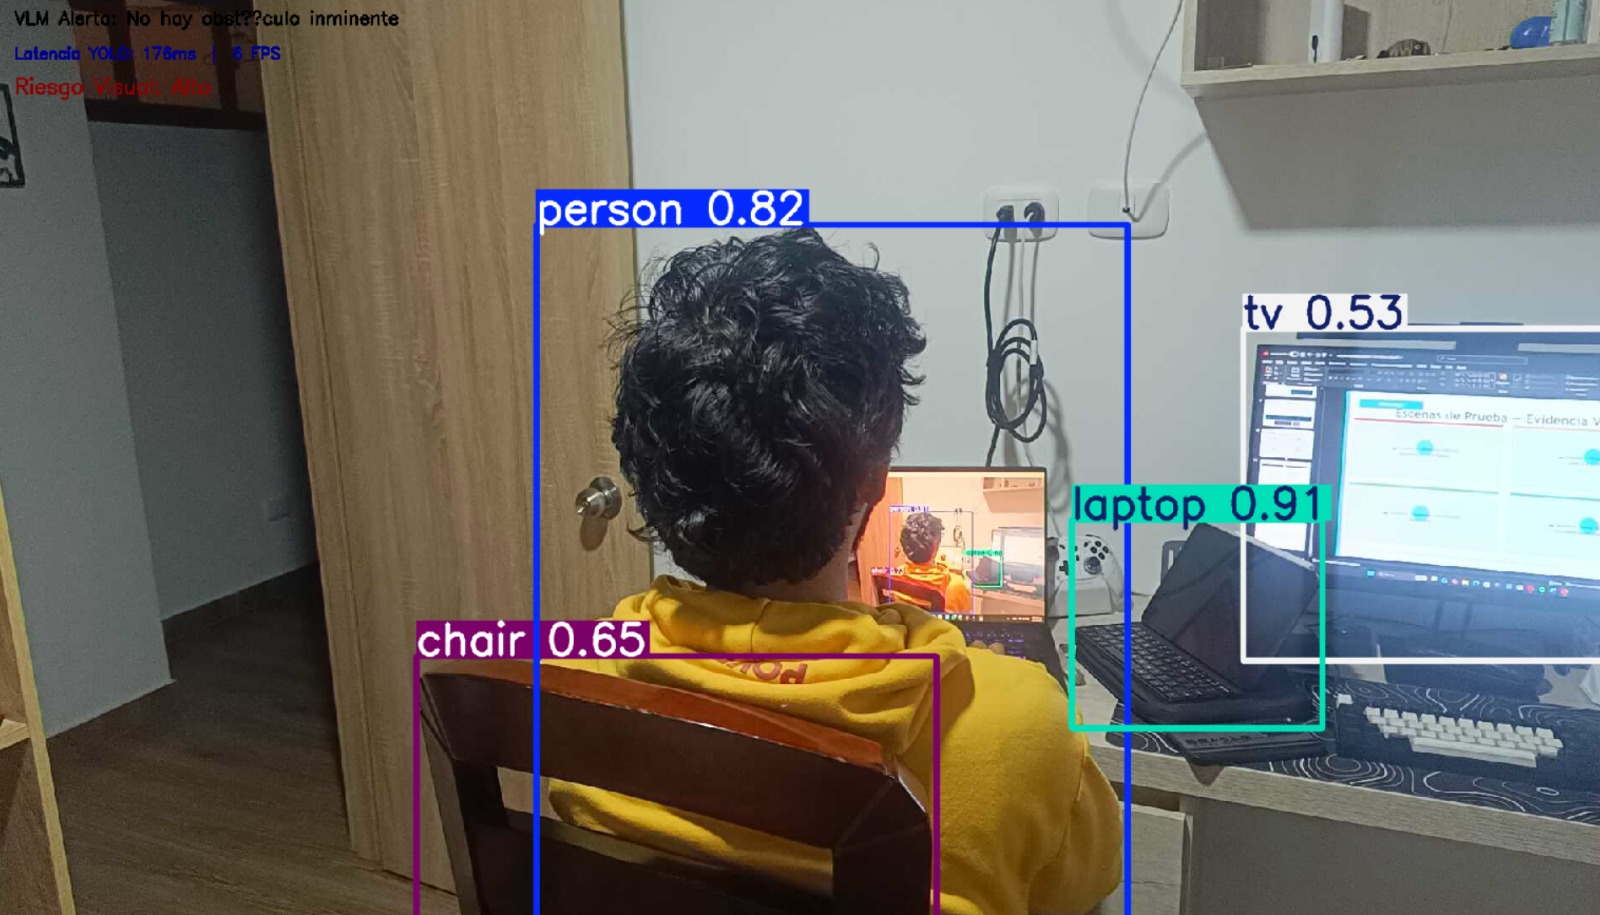 VLM Alerta: No hay obst??culo inminente
Latencia YOLO: 176ms | 6 FPS
Riesgo Visual: Alto
person 0.82
tv 0.53
Escenas de Prueba — Evidencia V
laptop 0.91
chair 0.65